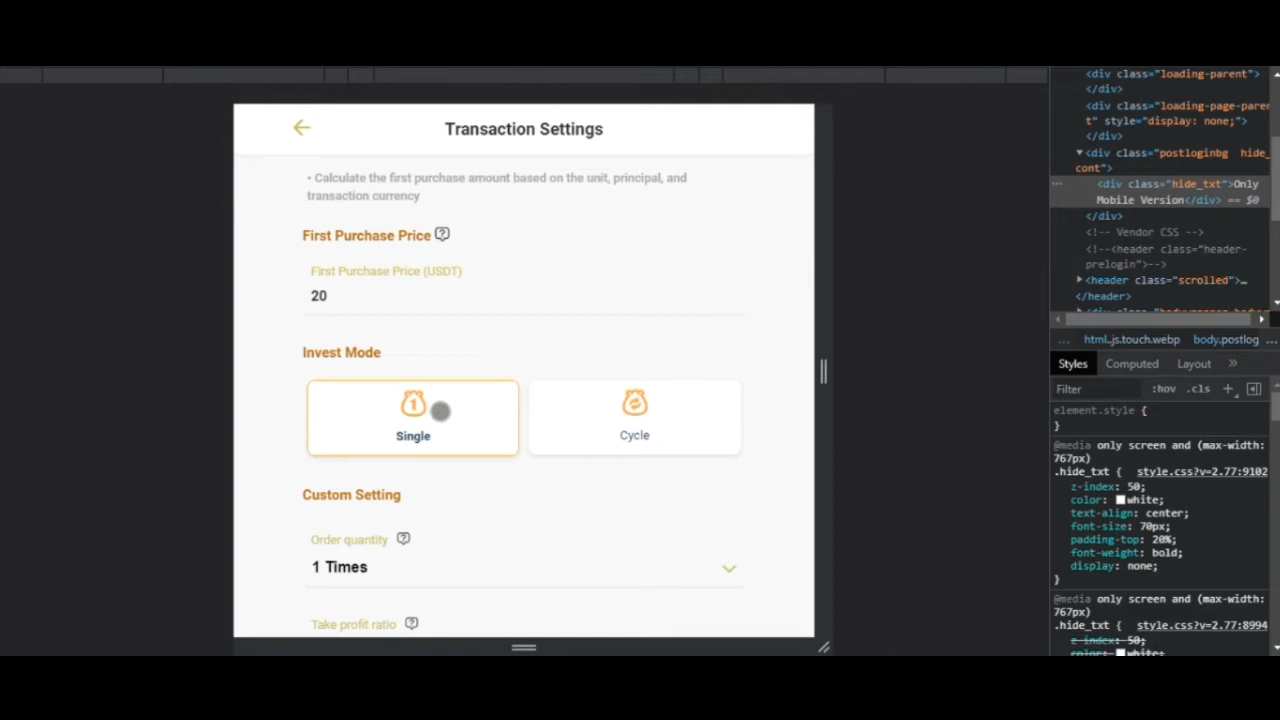 Transaction Settings
• Calculate the first purchase amount based on the unit, principal, and
transaction currency
First Purchase Price
First Purchase Price (USDT)
20
Invest Mode
1
Single
Cycle
Custom Setting
Order quantity
1 Times
Take profit ratio
<div class="loading-parent">
</div>
<div class="loading-page-paren
t" style="display: none;">
</div>
<div class="postloginbg hide_
cont">
<div class="hide_txt">Only
Mobile Version</div> == $0
</div>
<!-- Vendor CSS -->
<!--<header class="header-
prelogin">-->
<header class="scrolled">…
</header>
... html.js.touch.webp body.postlog ...
Styles Computed Layout »
Filter :hov .cls +
element.style {
}
@media only screen and (max-width:
767px)
.hide_txt { style.css?v=2.77:9102
z-index: 50;
color: white;
text-align: center;
font-size: 70px;
padding-top: 20%;
font-weight: bold;
display: none;
}
@media only screen and (max-width:
767px)
.hide_txt { style.css?v=2.77:8994
z-index: 50;
color: white;